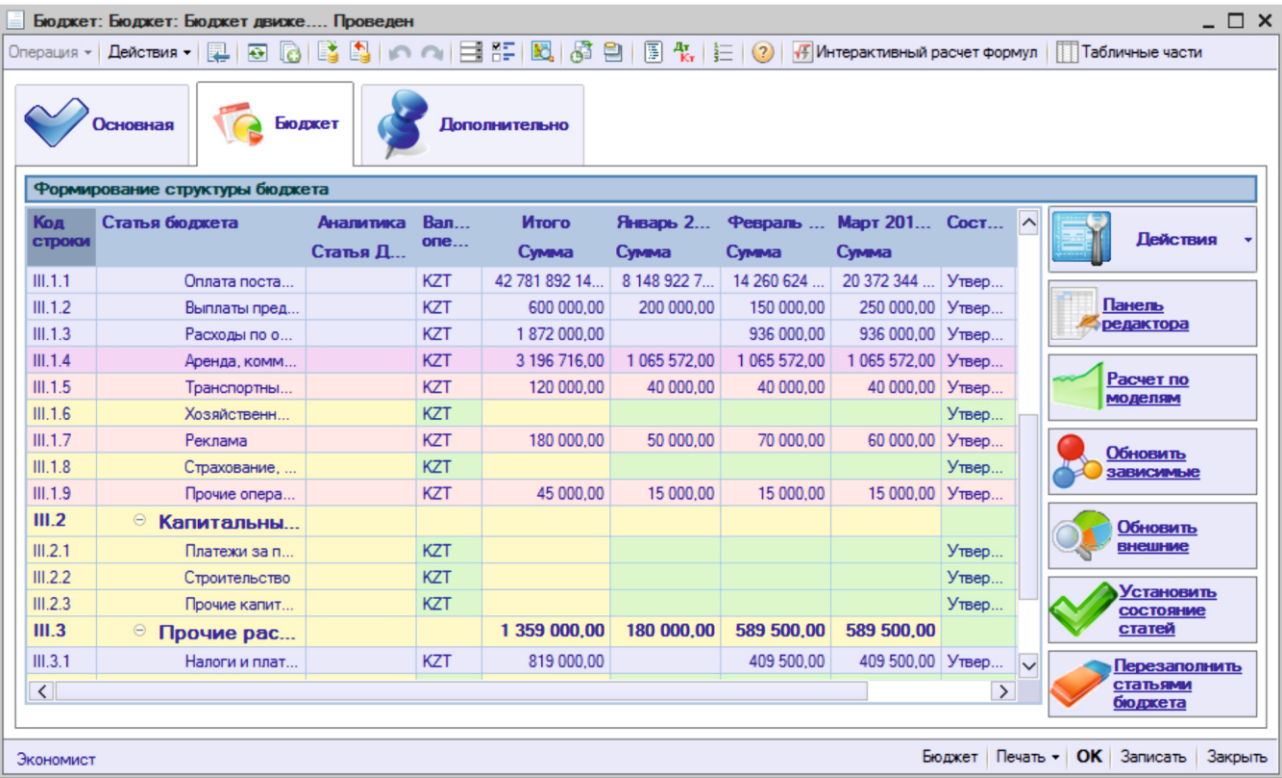 Бюджет: Бюджет: Бюджет движе.... Проведен
Операция Действия Дт Кт ? Интерактивный расчет формул Табличные части
Основная Бюджет Дополнительно
Формирование структуры бюджета
Код строки Статья бюджета Аналитика Статья Д... Вал... опе... Итого Сумма Январь 2... Сумма Февраль ... Сумма Март 201... Сумма Сост...
III.1.1 Оплата поста... KZT 42 781 892 14... 8 148 922 7... 14 260 624 ... 20 372 344 ... Утвер...
III.1.2 Выплаты пред... KZT 600 000,00 200 000,00 150 000,00 250 000,00 Утвер...
III.1.3 Расходы по о... KZT 1 872 000,00 936 000,00 936 000,00 Утвер...
III.1.4 Аренда, комм... KZT 3 196 716,00 1 065 572,00 1 065 572,00 1 065 572,00 Утвер...
III.1.5 Транспортны... KZT 120 000,00 40 000,00 40 000,00 40 000,00 Утвер...
III.1.6 Хозяйственн... KZT Утвер...
III.1.7 Реклама KZT 180 000,00 50 000,00 70 000,00 60 000,00 Утвер...
III.1.8 Страхование, ... KZT Утвер...
III.1.9 Прочие опера... KZT 45 000,00 15 000,00 15 000,00 15 000,00 Утвер...
III.2 Капитальны...
III.2.1 Платежи за п... KZT Утвер...
III.2.2 Строительство KZT Утвер...
III.2.3 Прочие капит... KZT Утвер...
III.3 Прочие рас... 1 359 000,00 180 000,00 589 500,00 589 500,00
III.3.1 Налоги и плат... KZT 819 000,00 409 500,00 409 500,00 Утвер...
Действия
Панель
редактора
Расчет по
моделям
Обновить
зависимые
Обновить
внешние
Установить
состояние
статей
Перезаполнить
статьями
бюджета
Экономист Бюджет Печать OK Записать Закрыть